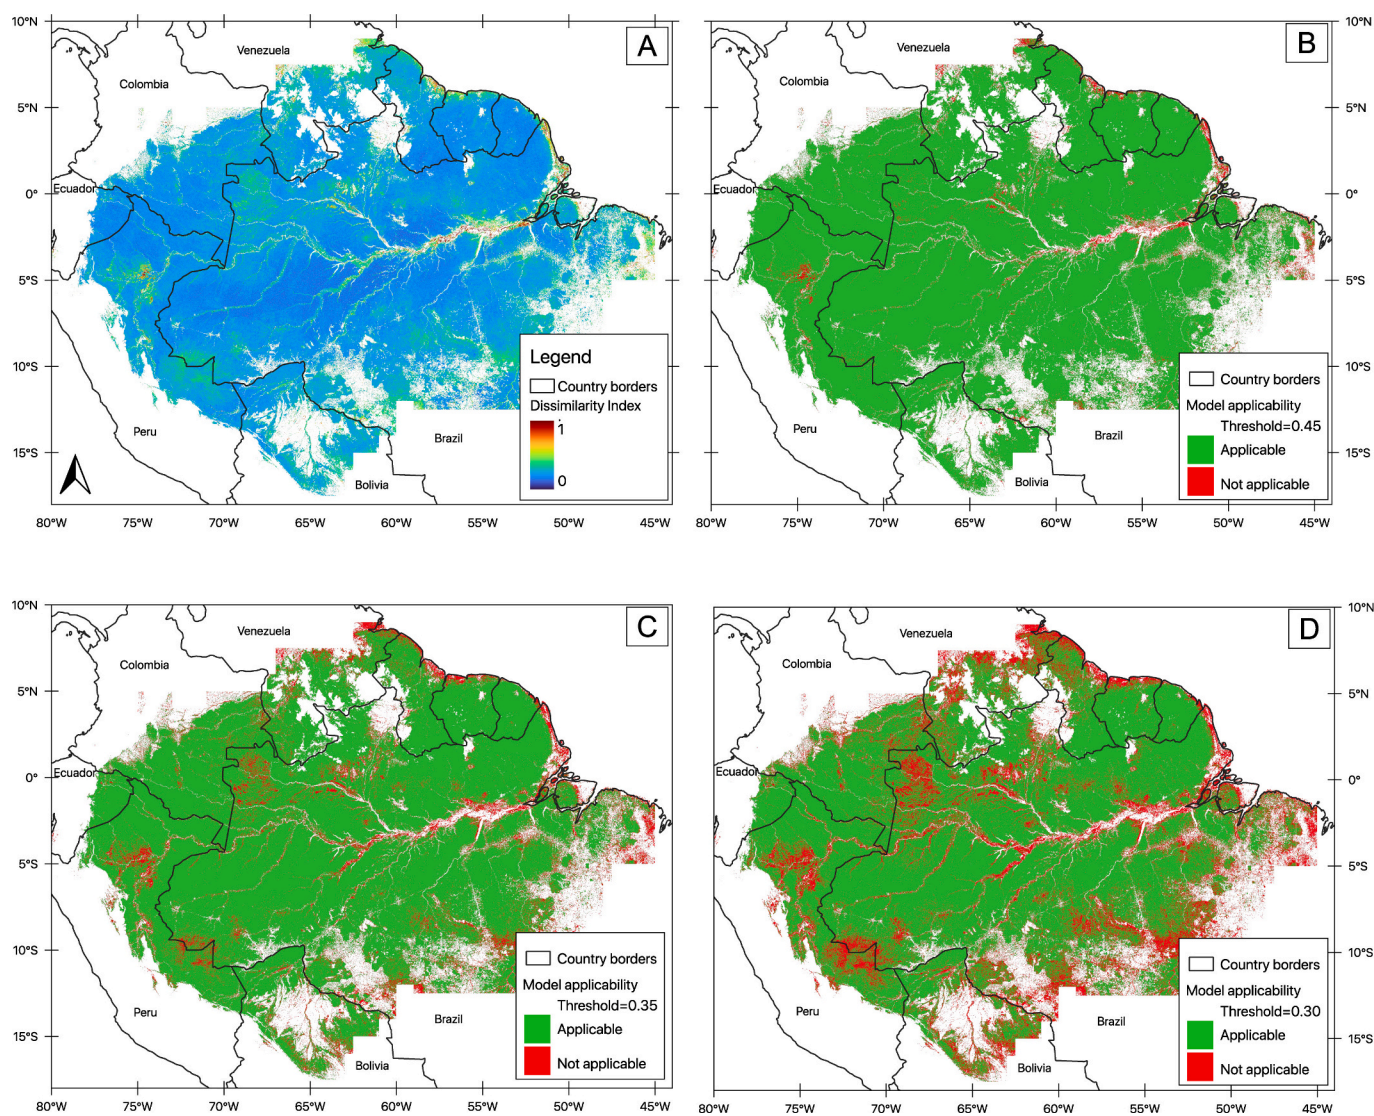 10°N
5°N
0°
5°S
10°S
15°S
80°W 75°W 70°W 65°W 60°W 55°W 50°W 45°W
A
Venezuela
Colombia
Ecuador
Peru
Brazil
Bolivia
Legend
Country borders
Dissimilarity Index
1
0
B
10°N
5°N
0°
5°S
10°S
15°S
80°W 75°W 70°W 65°W 60°W 55°W 50°W 45°W
Venezuela
Colombia
Ecuador
Peru
Brazil
Bolivia
Country borders
Model applicability
Threshold=0.45
Applicable
Not applicable
10°N
5°N
0°
5°S
10°S
15°S
80°W 75°W 70°W 65°W 60°W 55°W 50°W 45°W
C
Venezuela
Colombia
Ecuador
Peru
Brazil
Bolivia
Country borders
Model applicability
Threshold=0.35
Applicable
Not applicable
D
10°N
5°N
0°
5°S
10°S
15°S
80°W 75°W 70°W 65°W 60°W 55°W 50°W 45°W
Venezuela
Colombia
Ecuador
Peru
Brazil
Bolivia
Country borders
Model applicability
Threshold=0.30
Applicable
Not applicable